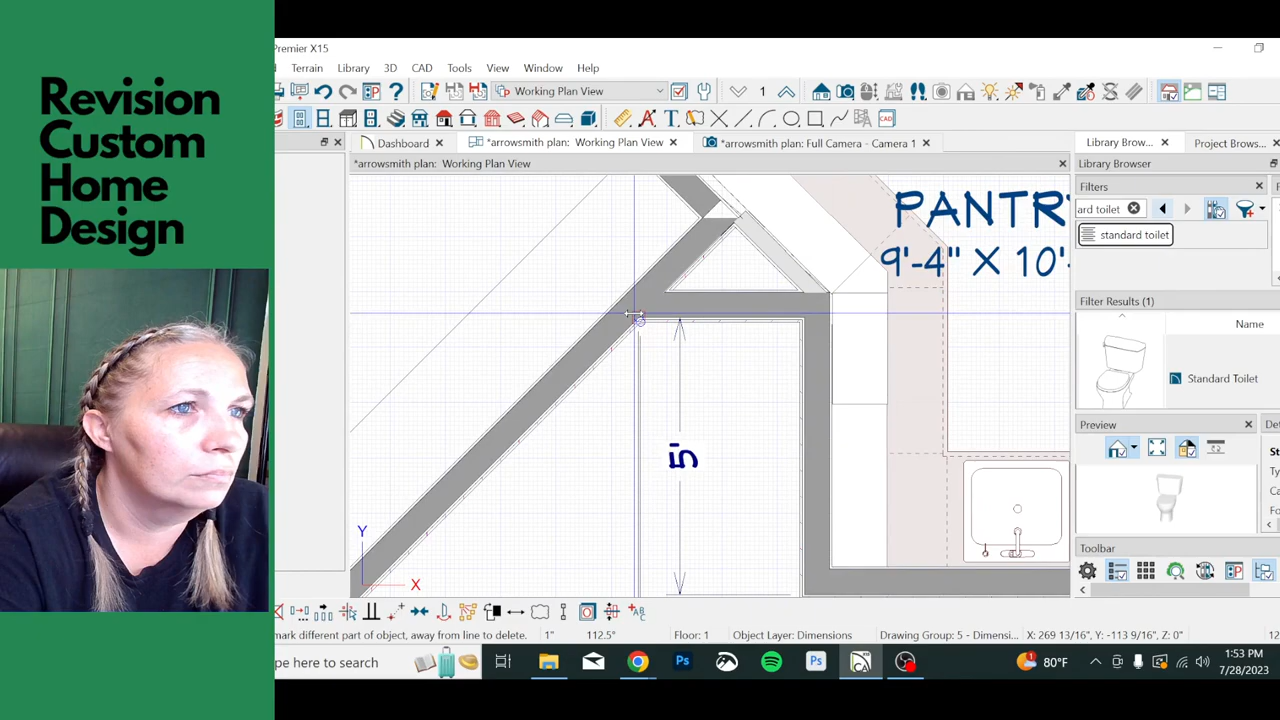 Revision
Custom
Home
Design
Premier X15
Terrain Library 3D CAD Tools View Window Help
Working Plan View
1
Dashboard
*arrowsmith plan: Working Plan View
*arrowsmith plan: Full Camera - Camera 1
*arrowsmith plan: Working Plan View
Library Brow...
Project Brows...
Library Browser
Filters
ard toilet
standard toilet
Filter Results (1)
Name
Standard Toilet
Preview
Toolbar
PANTRY
9'-4" X 10'-
5'
Y
X
mark different part of object, away from line to delete.
1"
112.5°
Floor: 1
Object Layer: Dimensions
Drawing Group: 5 - Dimensi...
X: 269 13/16", Y: -113 9/16", Z: 0"
pe here to search
80°F
1:53 PM
7/28/2023